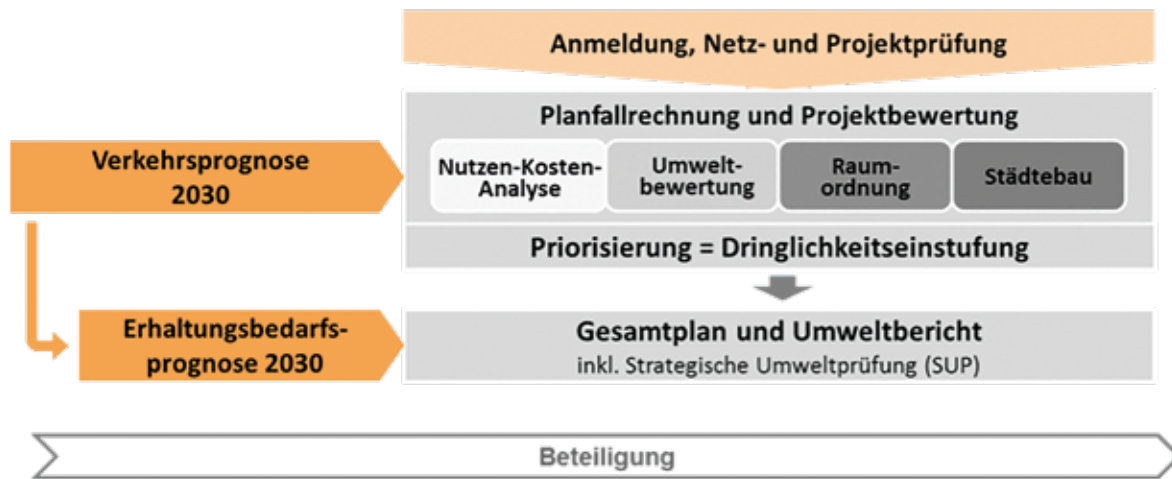 Anmeldung, Netz- und Projektprüfung
Planfallrechnung und Projektbewertung
Verkehrsprognose
2030
Nutzen-Kosten-
Analyse
Umwelt-
bewertung
Raum-
ordnung
Städtebau
Priorisierung = Dringlichkeitseinstufung
Erhaltungsbedarfs-
prognose 2030
Gesamtplan und Umweltbericht
inkl. Strategische Umweltprüfung (SUP)
Beteiligung